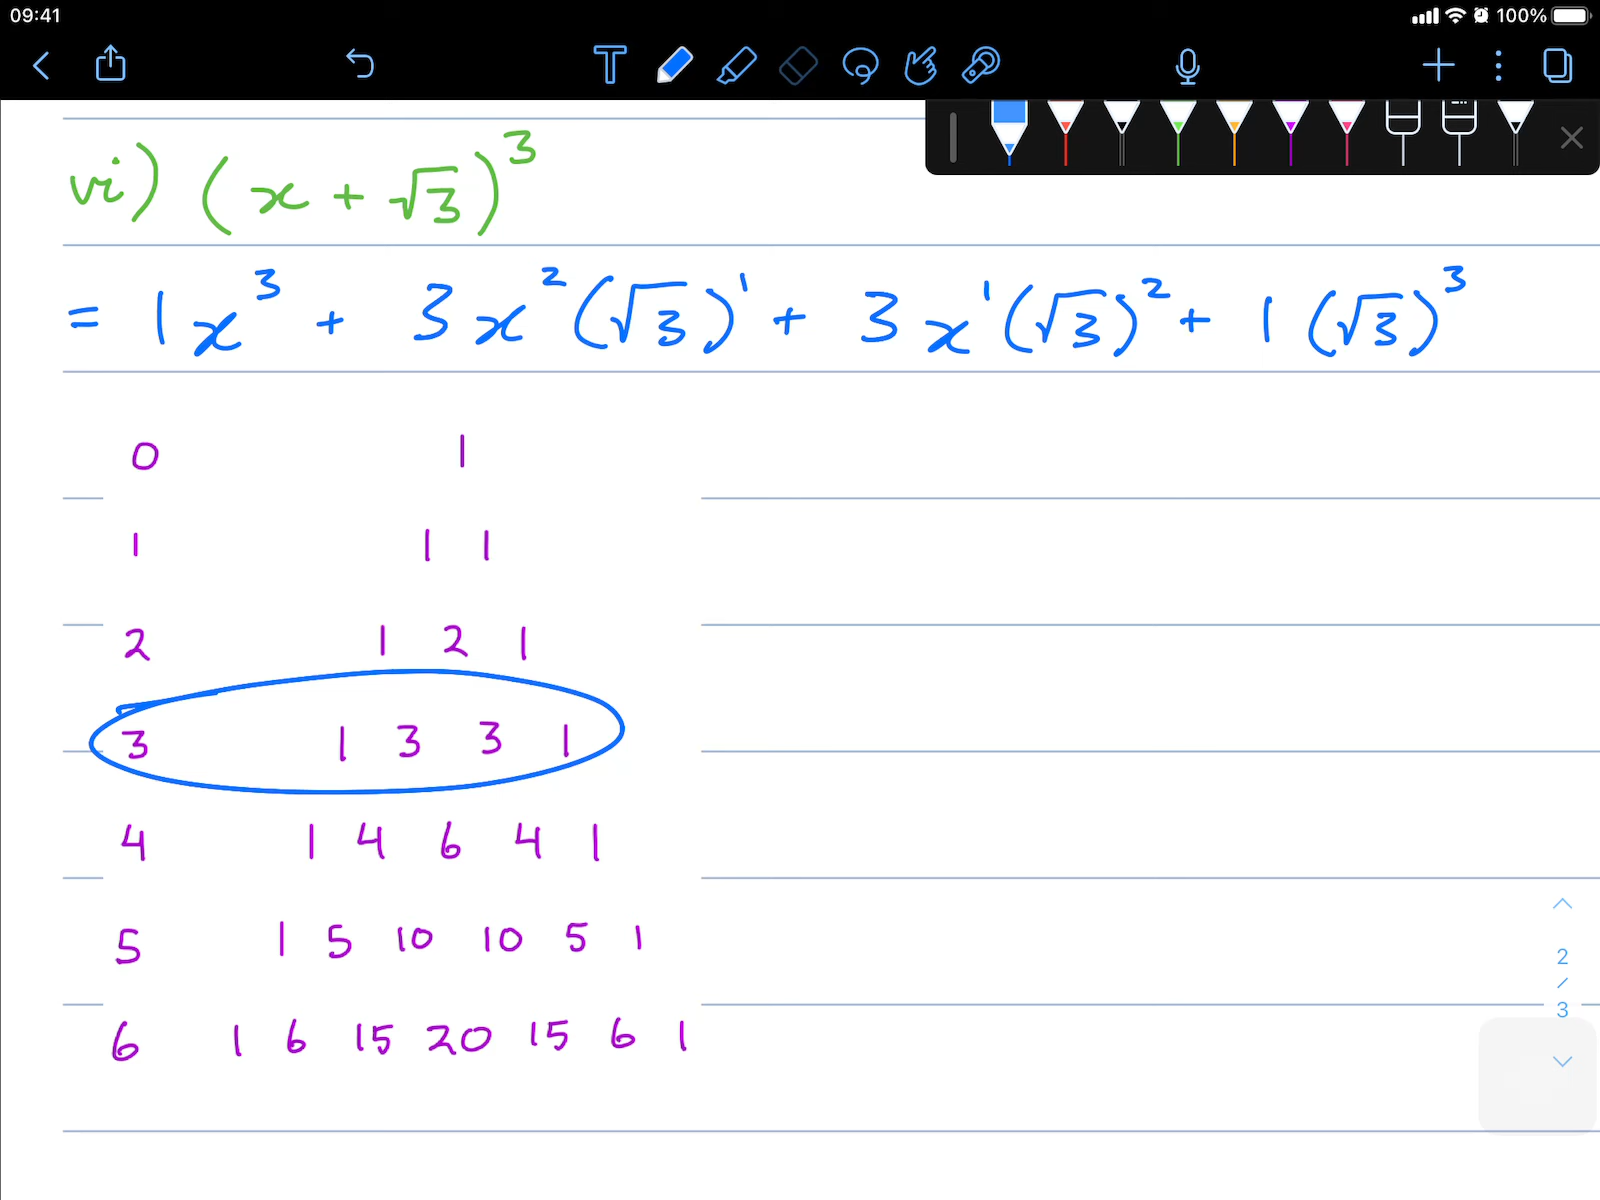 09:41 100%
T
vi) (x + √3)³
= 1x³ + 3x²(√3)¹ + 3x¹(√3)² + 1(√3)³
0 1
1 1 1
2 1 2 1
3 1 3 3 1
4 1 4 6 4 1
5 1 5 10 10 5 1
6 1 6 15 20 15 6 1
2
/
3